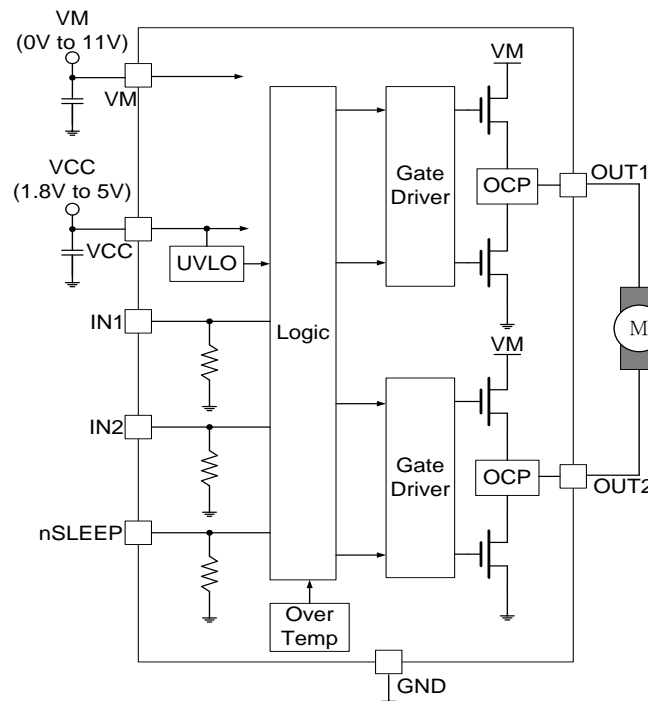 VM
(0V to 11V)
VM
VM
VCC
(1.8V to 5V)
VCC
UVLO
IN1
IN2
nSLEEP
Logic
Gate
Driver
OCP
OUT1
M
VM
Gate
Driver
OCP
OUT2
Over
Temp
GND